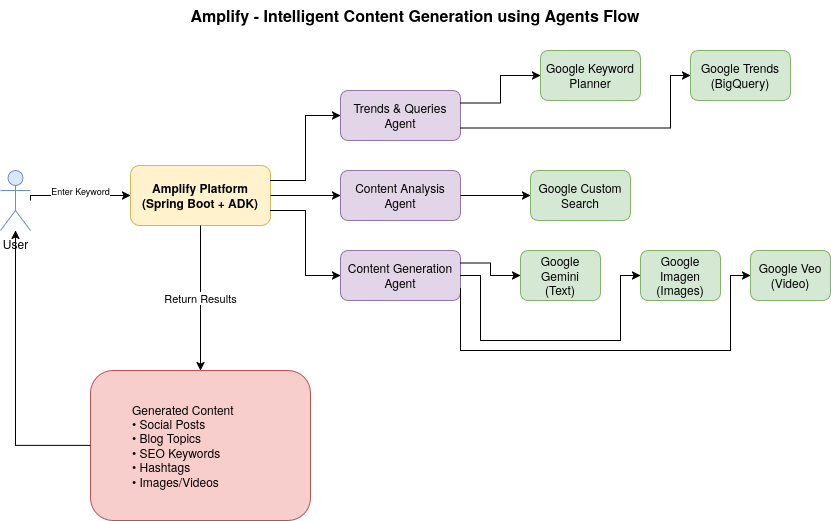 Amplify - Intelligent Content Generation using Agents Flow
Google Keyword
Planner
Google Trends
(BigQuery)
Trends & Queries
Agent
Enter Keyword
User
Amplify Platform
(Spring Boot + ADK)
Content Analysis
Agent
Google Custom
Search
Content Generation
Agent
Google
Gemini
(Text)
Google
Imagen
(Images)
Google Veo
(Video)
Return Results
Generated Content
• Social Posts
• Blog Topics
• SEO Keywords
• Hashtags
• Images/Videos